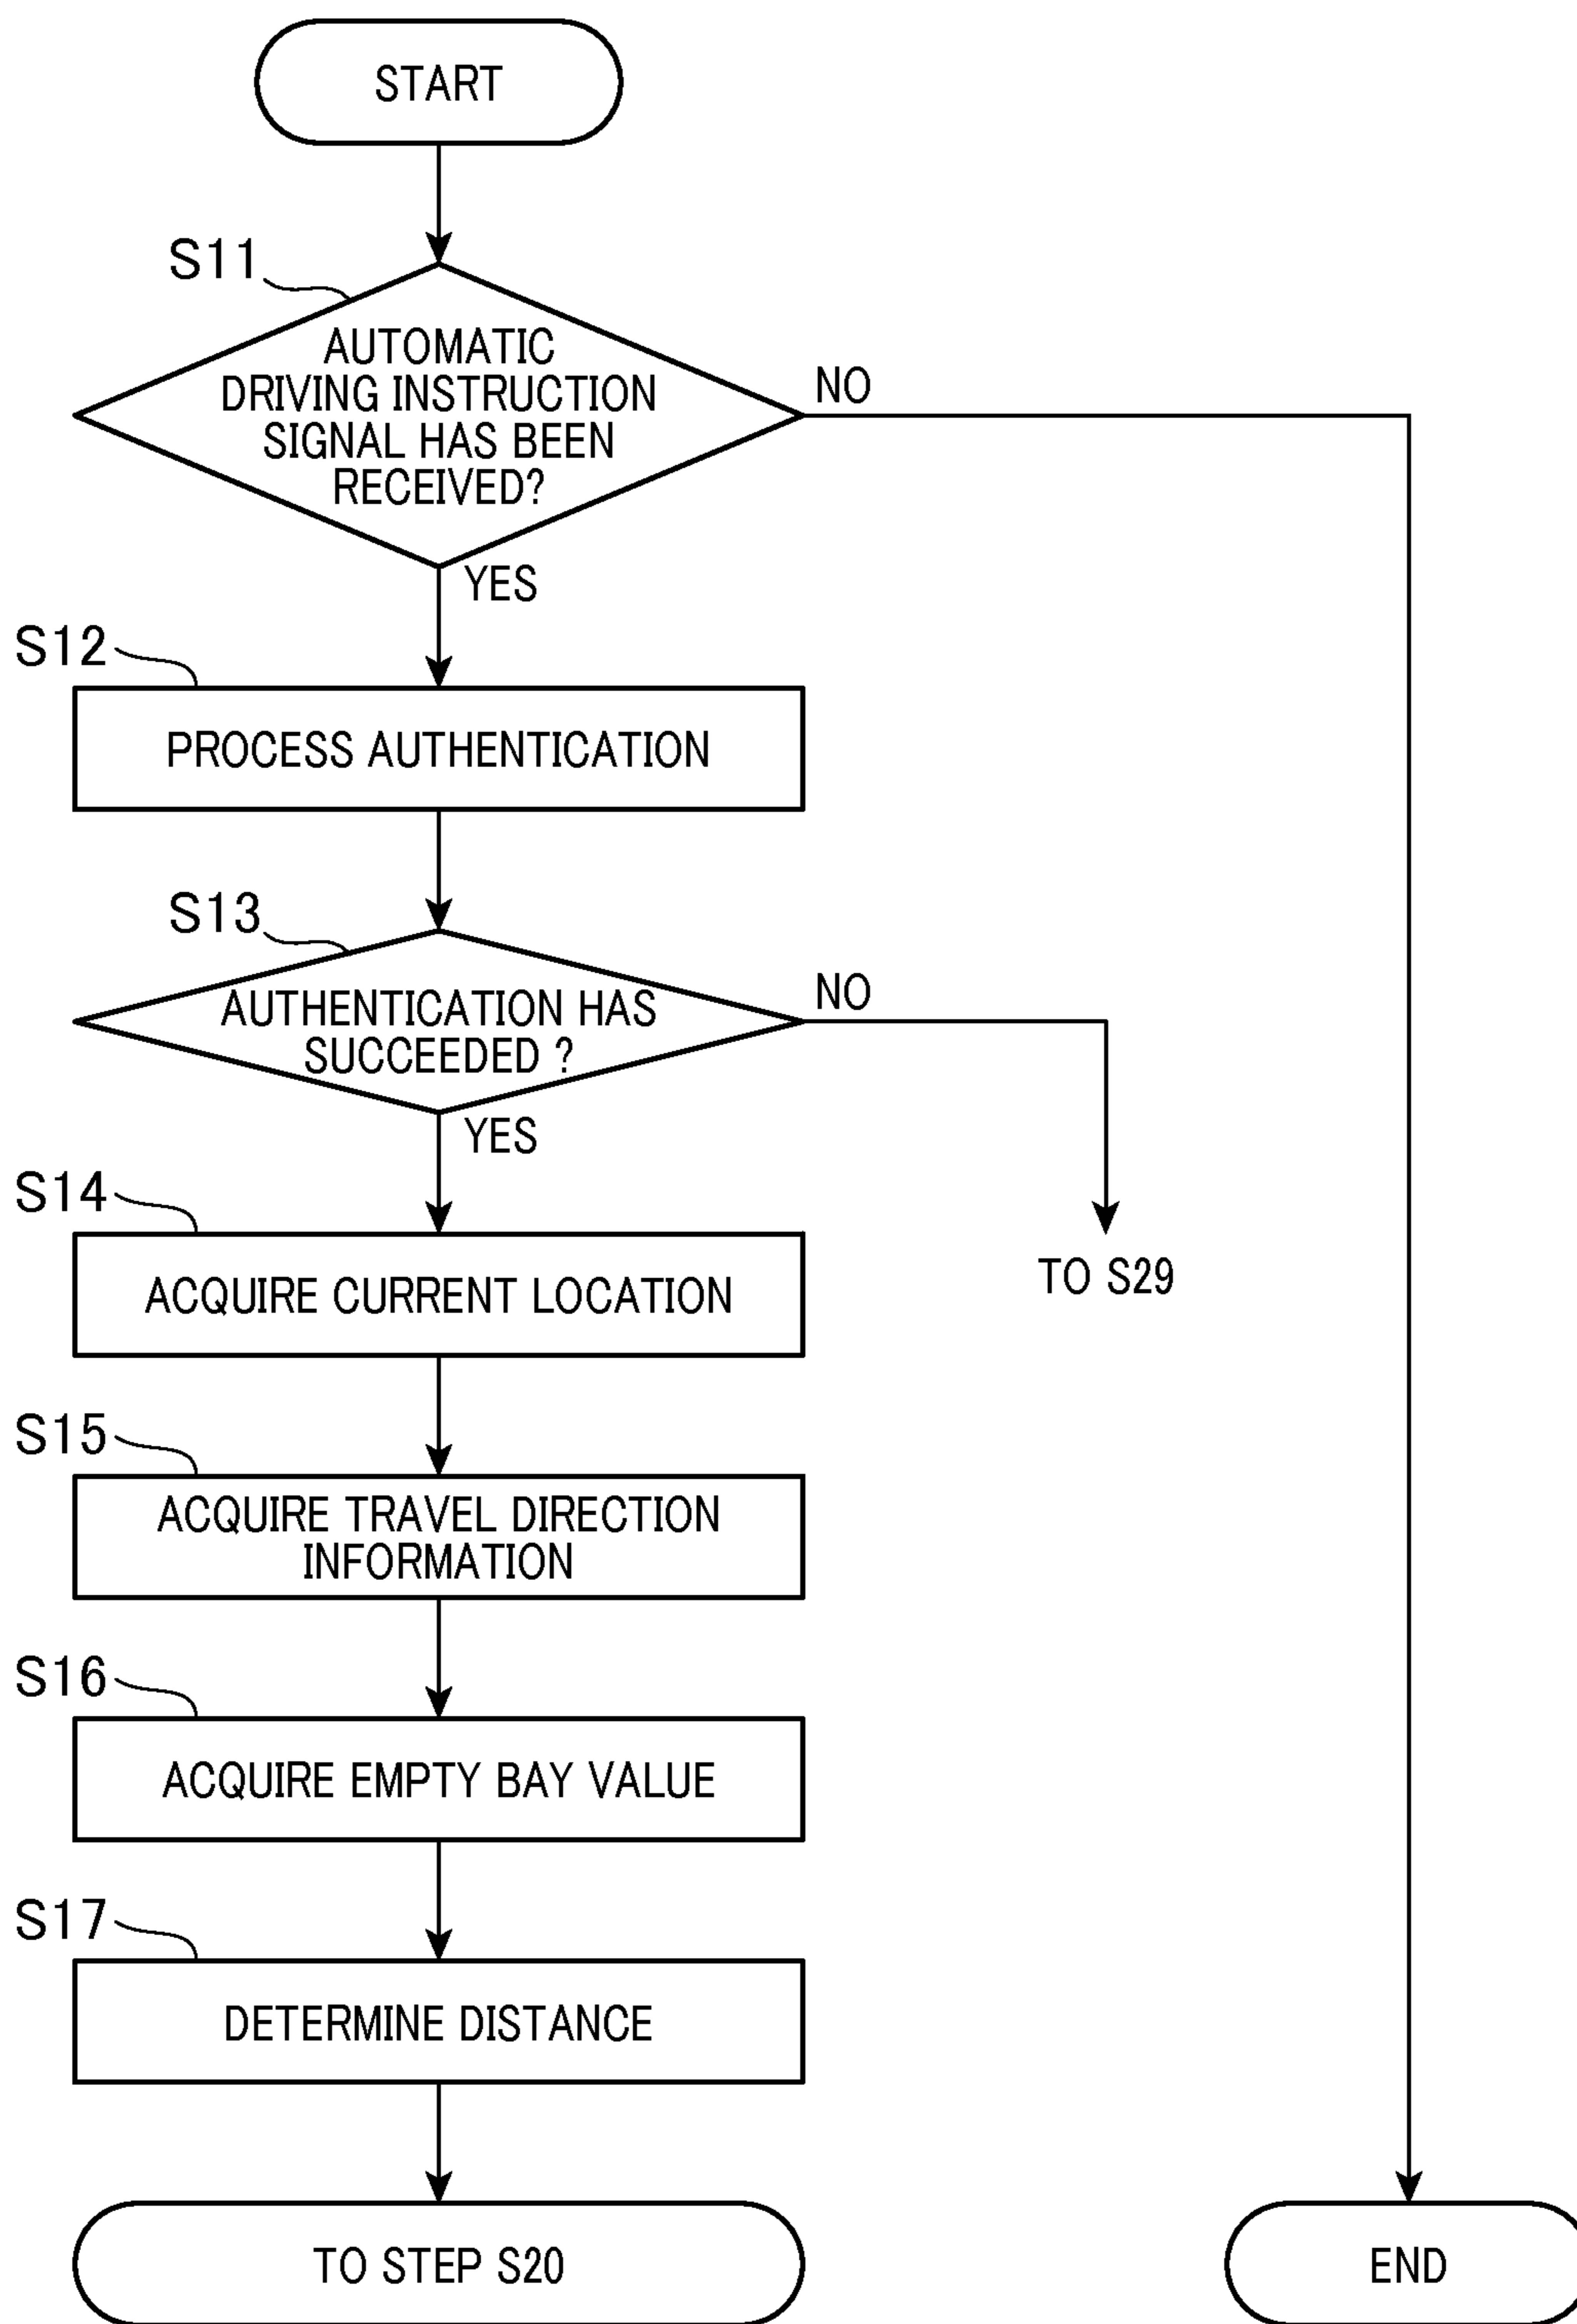 START
S11
AUTOMATIC
DRIVING INSTRUCTION
SIGNAL HAS BEEN
RECEIVED?
NO
YES
S12
PROCESS AUTHENTICATION
S13
AUTHENTICATION HAS
SUCCEEDED ?
NO
YES
S14
ACQUIRE CURRENT LOCATION
TO S29
S15
ACQUIRE TRAVEL DIRECTION
INFORMATION
S16
ACQUIRE EMPTY BAY VALUE
S17
DETERMINE DISTANCE
TO STEP S20
END